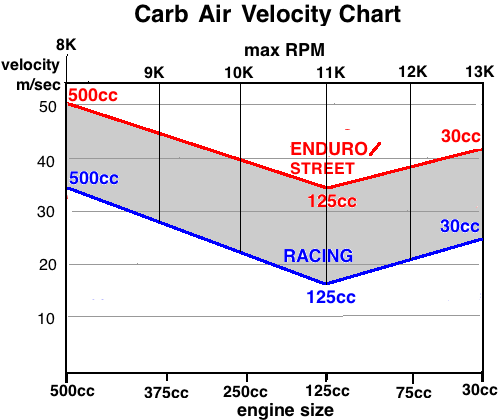 Carb Air Velocity Chart
8K
max RPM
velocity
m/sec
9K 10K 11K 12K 13K
50
500cc
40
ENDURO/
STREET
30cc
500cc
125cc
30
30cc
20
RACING
125cc
10
500cc 375cc 250cc 125cc 75cc 30cc
engine size